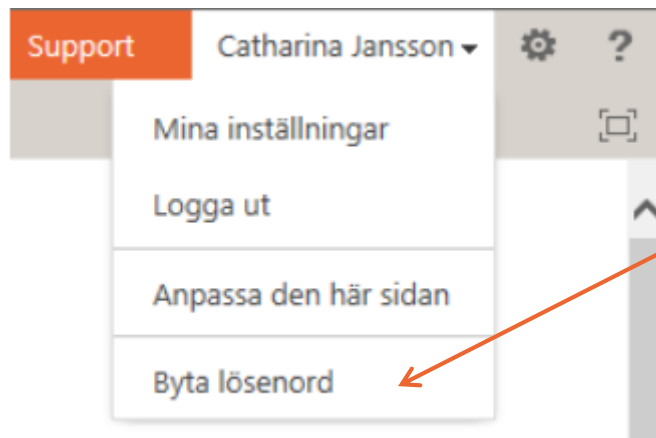 Support Catharina Jansson ?
Mina inställningar
Logga ut
Anpassa den här sidan
Byta lösenord